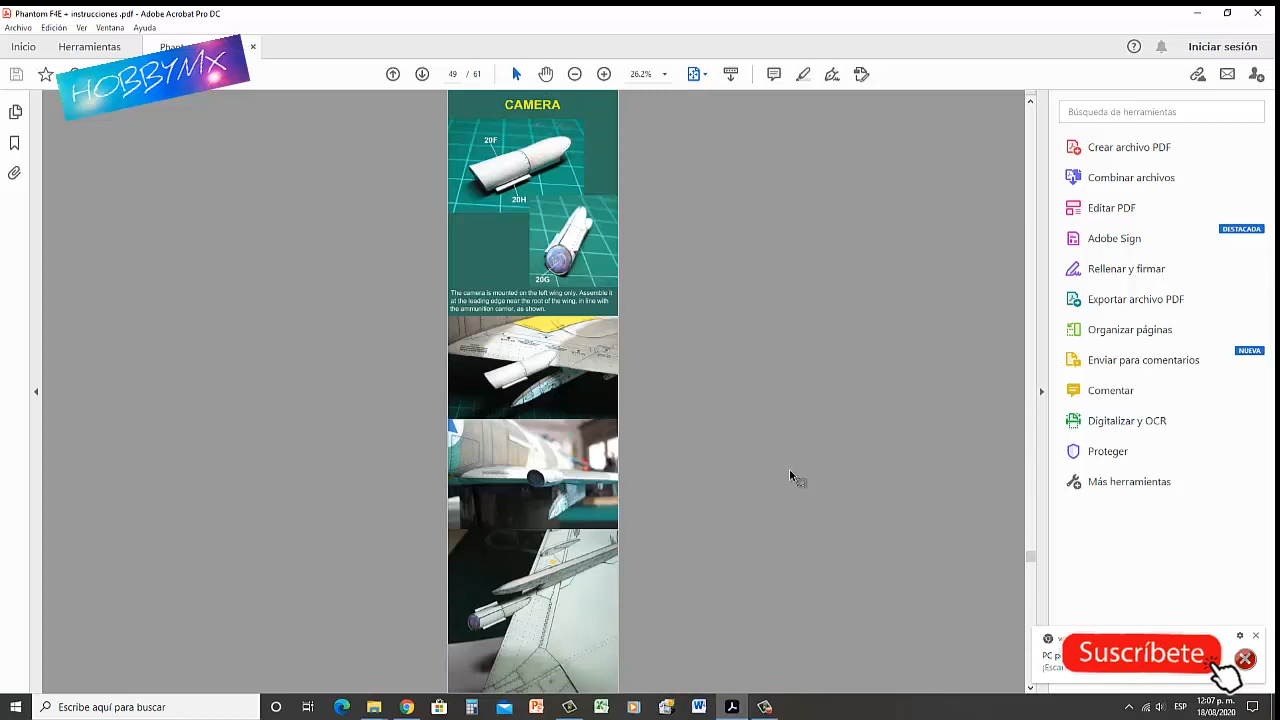 Phantom F4E + instrucciones .pdf - Adobe Acrobat Pro DC
Archivo Edición Ver Ventana Ayuda
Inicio Herramientas
HOBBYMX
Iniciar sesión
49 / 61
26.2%
CAMERA
20F
20H
20G
The camera is mounted on the left wing only. Assemble it
at the leading edge near the root of the wing, in line with
the ammunition carrior, as shown.
Búsqueda de herramientas
Crear archivo PDF
Combinar archivos
Editar PDF
DESTACADA
Adobe Sign
Rellenar y firmar
Exportar archivo PDF
Organizar páginas
NUEVA
Enviar para comentarios
Comentar
Digitalizar y OCR
Proteger
Más herramientas
Suscríbete
Escribe aquí para buscar
ESP
12:07 p. m.
18/08/2020